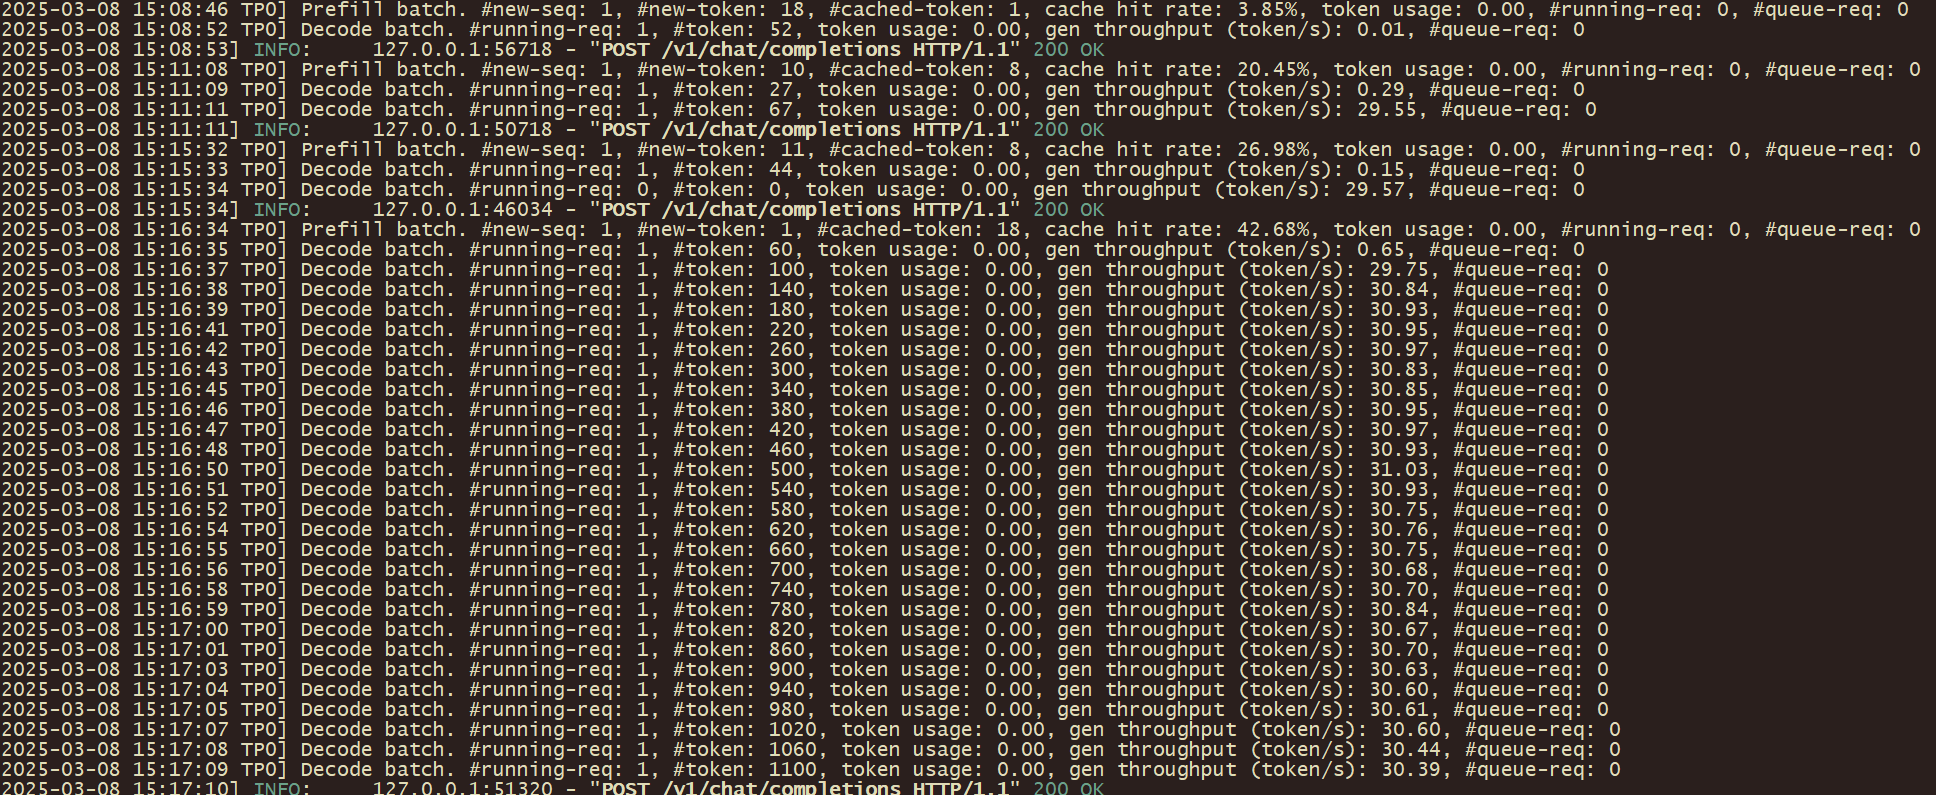 2025-03-08 15:08:46 TP0] Prefill batch. #new-seq: 1, #new-token: 18, #cached-token: 1, cache hit rate: 3.85%, token usage: 0.00, #running-req: 0, #queue-req: 0
2025-03-08 15:08:52 TP0] Decode batch. #running-req: 1, #token: 52, token usage: 0.00, gen throughput (token/s): 0.01, #queue-req: 0
2025-03-08 15:08:53] INFO:     127.0.0.1:56718 - "POST /v1/chat/completions HTTP/1.1" 200 OK
2025-03-08 15:11:08 TP0] Prefill batch. #new-seq: 1, #new-token: 10, #cached-token: 8, cache hit rate: 20.45%, token usage: 0.00, #running-req: 0, #queue-req: 0
2025-03-08 15:11:09 TP0] Decode batch. #running-req: 1, #token: 27, token usage: 0.00, gen throughput (token/s): 0.29, #queue-req: 0
2025-03-08 15:11:11 TP0] Decode batch. #running-req: 1, #token: 67, token usage: 0.00, gen throughput (token/s): 29.55, #queue-req: 0
2025-03-08 15:11:11] INFO:     127.0.0.1:50718 - "POST /v1/chat/completions HTTP/1.1" 200 OK
2025-03-08 15:15:32 TP0] Prefill batch. #new-seq: 1, #new-token: 11, #cached-token: 8, cache hit rate: 26.98%, token usage: 0.00, #running-req: 0, #queue-req: 0
2025-03-08 15:15:33 TP0] Decode batch. #running-req: 1, #token: 44, token usage: 0.00, gen throughput (token/s): 0.15, #queue-req: 0
2025-03-08 15:15:34 TP0] Decode batch. #running-req: 0, #token: 0, token usage: 0.00, gen throughput (token/s): 29.57, #queue-req: 0
2025-03-08 15:15:34] INFO:     127.0.0.1:46034 - "POST /v1/chat/completions HTTP/1.1" 200 OK
2025-03-08 15:16:34 TP0] Prefill batch. #new-seq: 1, #new-token: 1, #cached-token: 18, cache hit rate: 42.68%, token usage: 0.00, #running-req: 0, #queue-req: 0
2025-03-08 15:16:35 TP0] Decode batch. #running-req: 1, #token: 60, token usage: 0.00, gen throughput (token/s): 0.65, #queue-req: 0
2025-03-08 15:16:37 TP0] Decode batch. #running-req: 1, #token: 100, token usage: 0.00, gen throughput (token/s): 29.75, #queue-req: 0
2025-03-08 15:16:38 TP0] Decode batch. #running-req: 1, #token: 140, token usage: 0.00, gen throughput (token/s): 30.84, #queue-req: 0
2025-03-08 15:16:39 TP0] Decode batch. #running-req: 1, #token: 180, token usage: 0.00, gen throughput (token/s): 30.93, #queue-req: 0
2025-03-08 15:16:41 TP0] Decode batch. #running-req: 1, #token: 220, token usage: 0.00, gen throughput (token/s): 30.95, #queue-req: 0
2025-03-08 15:16:42 TP0] Decode batch. #running-req: 1, #token: 260, token usage: 0.00, gen throughput (token/s): 30.97, #queue-req: 0
2025-03-08 15:16:43 TP0] Decode batch. #running-req: 1, #token: 300, token usage: 0.00, gen throughput (token/s): 30.83, #queue-req: 0
2025-03-08 15:16:45 TP0] Decode batch. #running-req: 1, #token: 340, token usage: 0.00, gen throughput (token/s): 30.85, #queue-req: 0
2025-03-08 15:16:46 TP0] Decode batch. #running-req: 1, #token: 380, token usage: 0.00, gen throughput (token/s): 30.95, #queue-req: 0
2025-03-08 15:16:47 TP0] Decode batch. #running-req: 1, #token: 420, token usage: 0.00, gen throughput (token/s): 30.97, #queue-req: 0
2025-03-08 15:16:48 TP0] Decode batch. #running-req: 1, #token: 460, token usage: 0.00, gen throughput (token/s): 30.93, #queue-req: 0
2025-03-08 15:16:50 TP0] Decode batch. #running-req: 1, #token: 500, token usage: 0.00, gen throughput (token/s): 31.03, #queue-req: 0
2025-03-08 15:16:51 TP0] Decode batch. #running-req: 1, #token: 540, token usage: 0.00, gen throughput (token/s): 30.93, #queue-req: 0
2025-03-08 15:16:52 TP0] Decode batch. #running-req: 1, #token: 580, token usage: 0.00, gen throughput (token/s): 30.75, #queue-req: 0
2025-03-08 15:16:54 TP0] Decode batch. #running-req: 1, #token: 620, token usage: 0.00, gen throughput (token/s): 30.76, #queue-req: 0
2025-03-08 15:16:55 TP0] Decode batch. #running-req: 1, #token: 660, token usage: 0.00, gen throughput (token/s): 30.75, #queue-req: 0
2025-03-08 15:16:56 TP0] Decode batch. #running-req: 1, #token: 700, token usage: 0.00, gen throughput (token/s): 30.68, #queue-req: 0
2025-03-08 15:16:58 TP0] Decode batch. #running-req: 1, #token: 740, token usage: 0.00, gen throughput (token/s): 30.70, #queue-req: 0
2025-03-08 15:16:59 TP0] Decode batch. #running-req: 1, #token: 780, token usage: 0.00, gen throughput (token/s): 30.84, #queue-req: 0
2025-03-08 15:17:00 TP0] Decode batch. #running-req: 1, #token: 820, token usage: 0.00, gen throughput (token/s): 30.67, #queue-req: 0
2025-03-08 15:17:01 TP0] Decode batch. #running-req: 1, #token: 860, token usage: 0.00, gen throughput (token/s): 30.70, #queue-req: 0
2025-03-08 15:17:03 TP0] Decode batch. #running-req: 1, #token: 900, token usage: 0.00, gen throughput (token/s): 30.63, #queue-req: 0
2025-03-08 15:17:04 TP0] Decode batch. #running-req: 1, #token: 940, token usage: 0.00, gen throughput (token/s): 30.60, #queue-req: 0
2025-03-08 15:17:05 TP0] Decode batch. #running-req: 1, #token: 980, token usage: 0.00, gen throughput (token/s): 30.61, #queue-req: 0
2025-03-08 15:17:07 TP0] Decode batch. #running-req: 1, #token: 1020, token usage: 0.00, gen throughput (token/s): 30.60, #queue-req: 0
2025-03-08 15:17:08 TP0] Decode batch. #running-req: 1, #token: 1060, token usage: 0.00, gen throughput (token/s): 30.44, #queue-req: 0
2025-03-08 15:17:09 TP0] Decode batch. #running-req: 1, #token: 1100, token usage: 0.00, gen throughput (token/s): 30.39, #queue-req: 0
2025-03-08 15:17:10] INFO:     127.0.0.1:51320 - "POST /v1/chat/completions HTTP/1.1" 200 OK